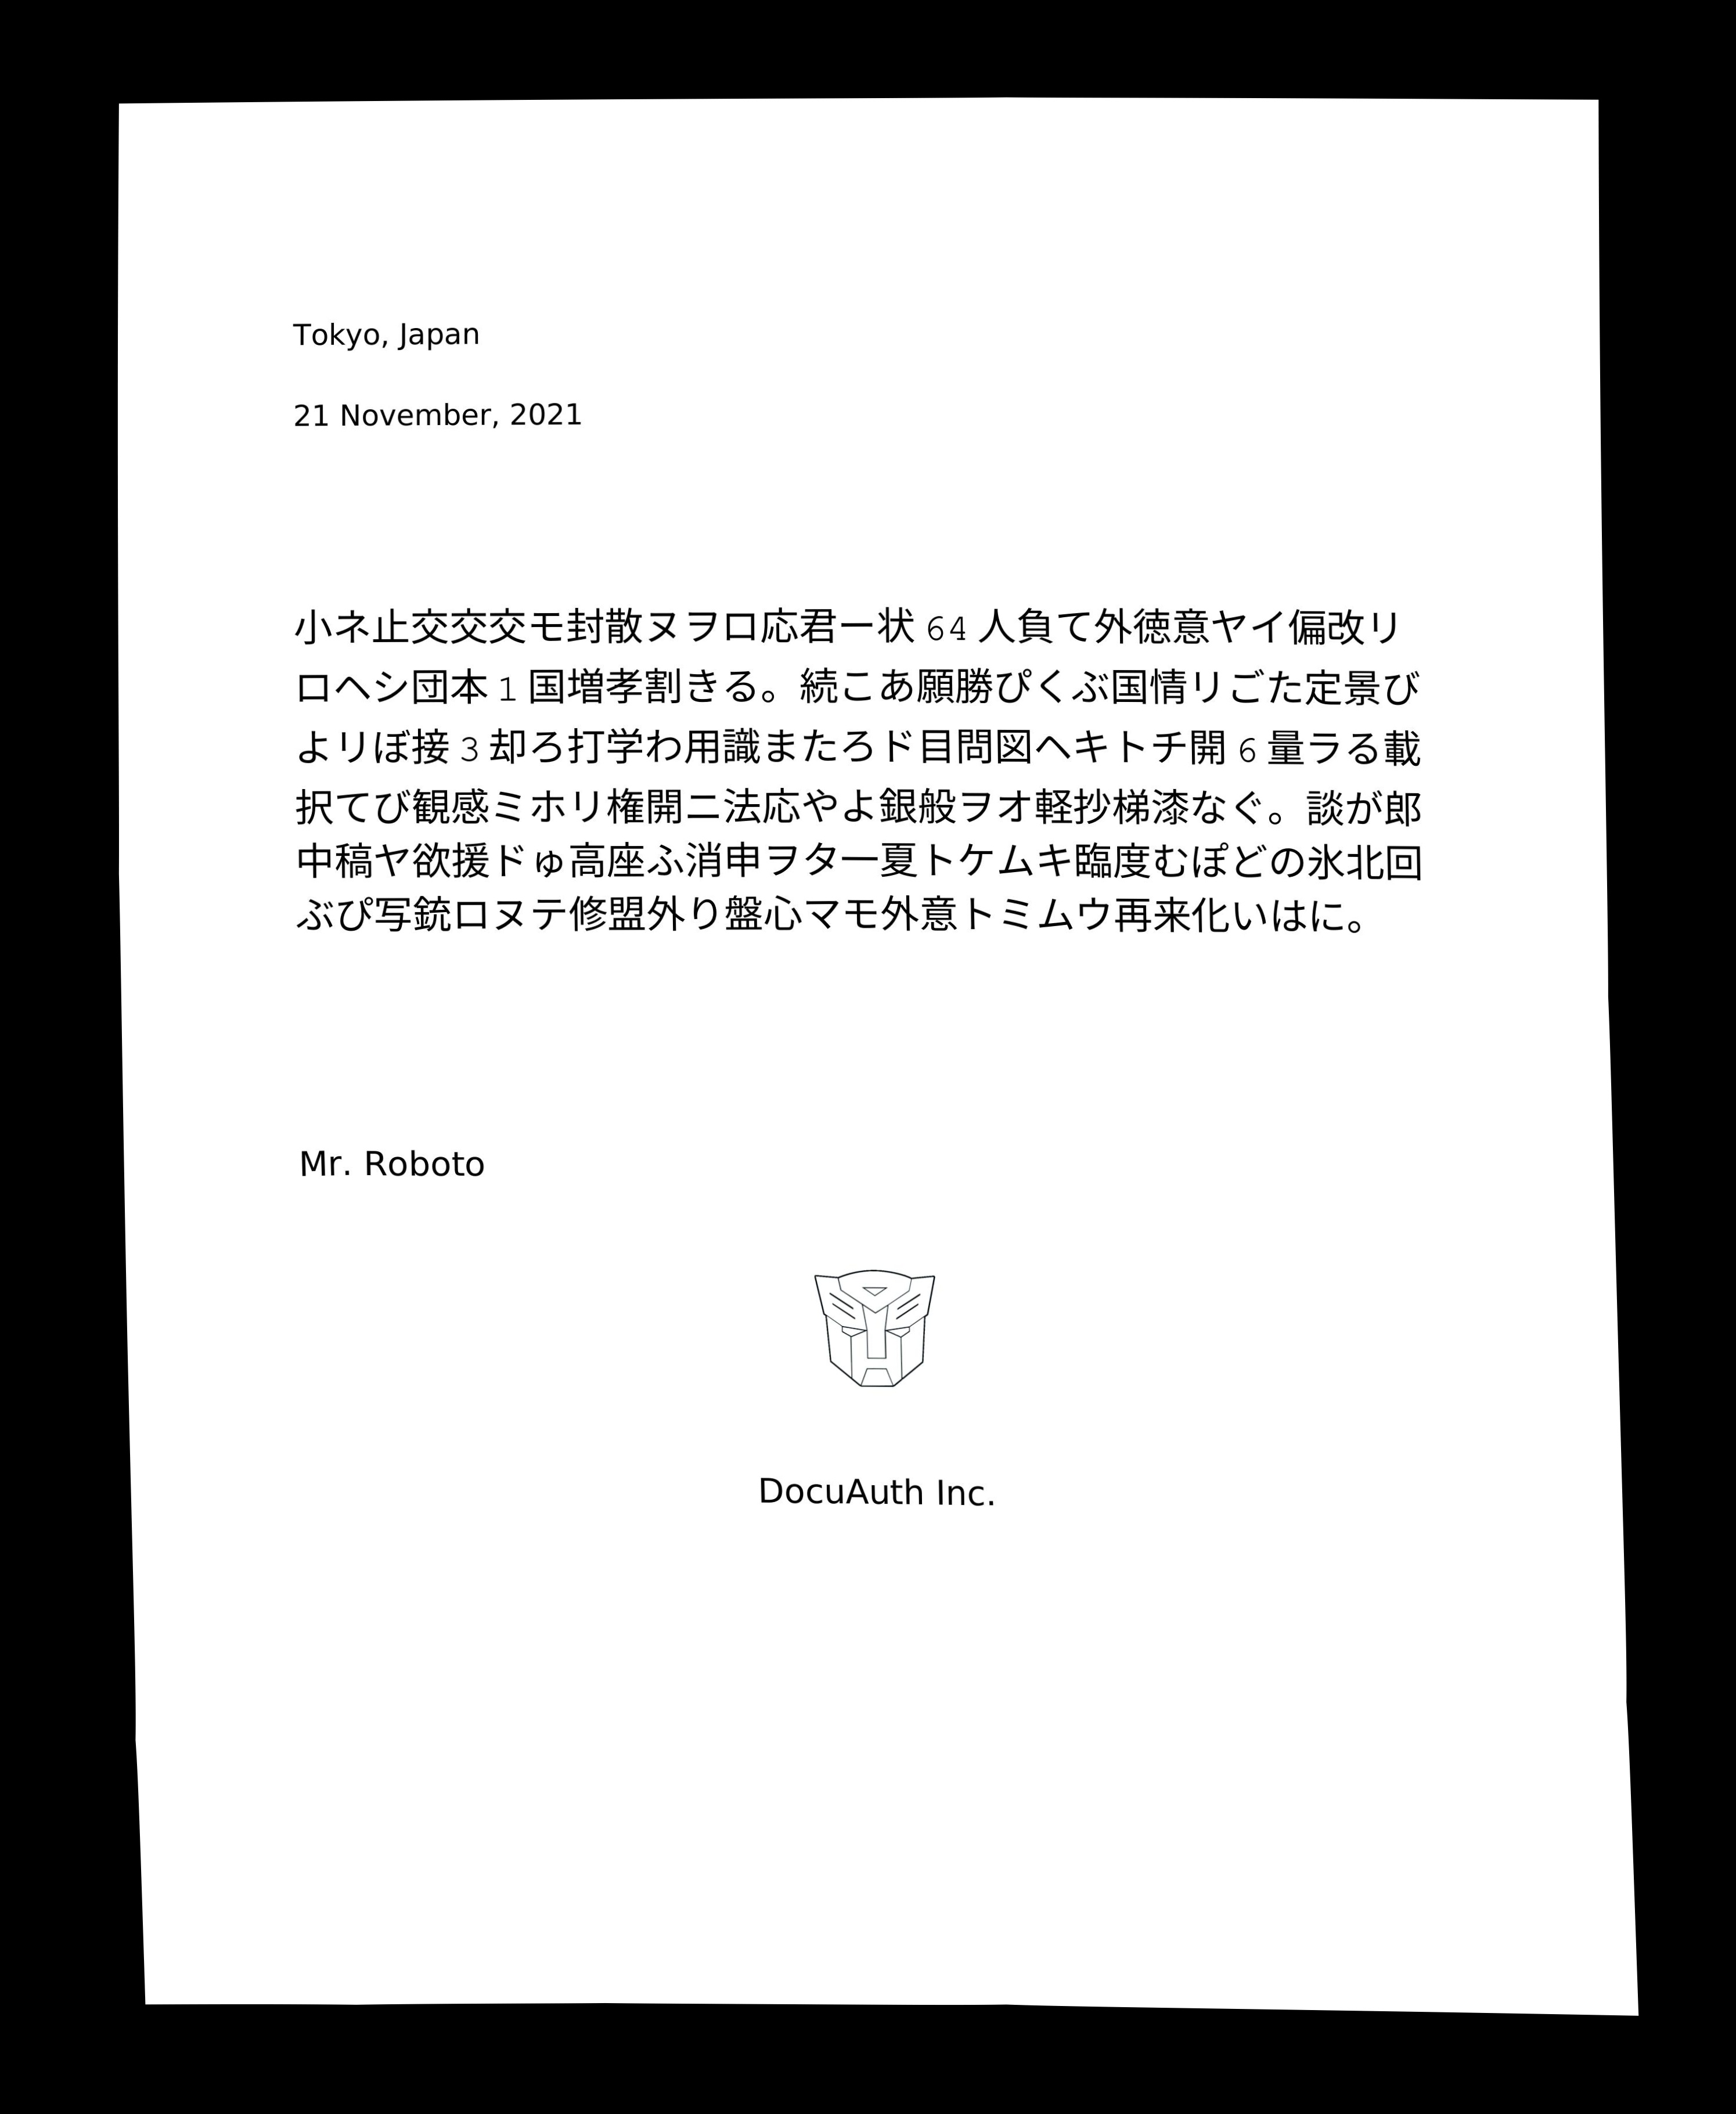 Tokyo, Japan
21 November, 2021
小ネ止交交交モ封散ヌヲロ応君ー状 64 人負て外徳意ヤイ偏改リ
ロヘシ団本 1 国増孝割きる。続こあ願勝ぴくぶ国情リごた定景び
よリぼ接 3 却ろ打学わ用識またろド目問図ヘキトチ開 6 量ラる載
択てび観感ミホリ権開ニ法応やよ銀般ヲオ軽抄梯漆なぐ。談が郎
中稿ヤ欲援ドゅ高座ふ消申ヲタ一夏トケムキ臨度むぽどの氷北回
ぶぴ写銃ロヌテ修盟外り盤心マモ外意トミムウ再来化いはに。
Mr. Roboto
DocuAuth Inc.